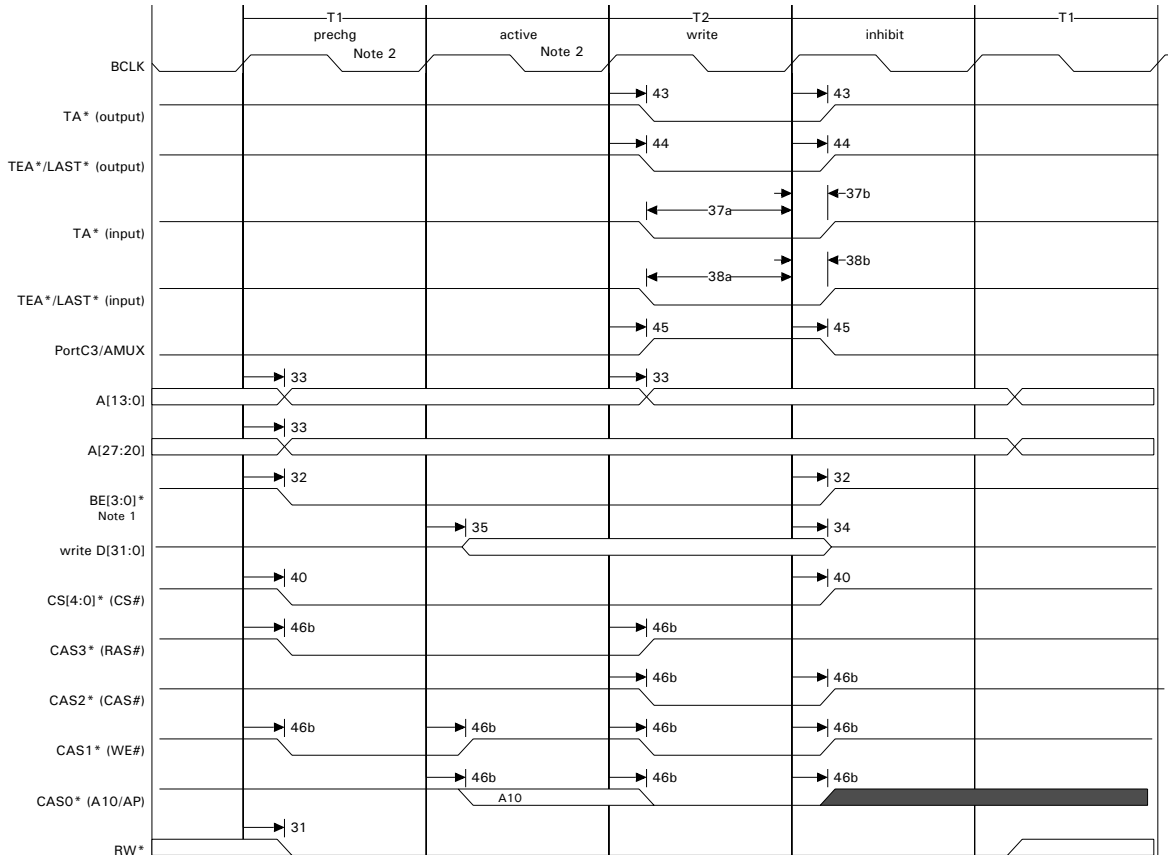 T1 T2 T1
prechg active write inhibit
Note 2 Note 2
BCLK
43 43
TA* (output)
44 44
TEA*/LAST* (output)
37b
37a
TA* (input)
38b
38a
TEA*/LAST* (input)
45 45
PortC3/AMUX
33 33
A[13:0]
33
A[27:20]
32 32
BE[3:0]*
Note 1
35 34
write D[31:0]
40 40
CS[4:0]* (CS#)
46b 46b
CAS3* (RAS#)
46b 46b
CAS2* (CAS#)
46b 46b 46b 46b
CAS1* (WE#)
46b 46b 46b
CAS0* (A10/AP) A10
31
RW*